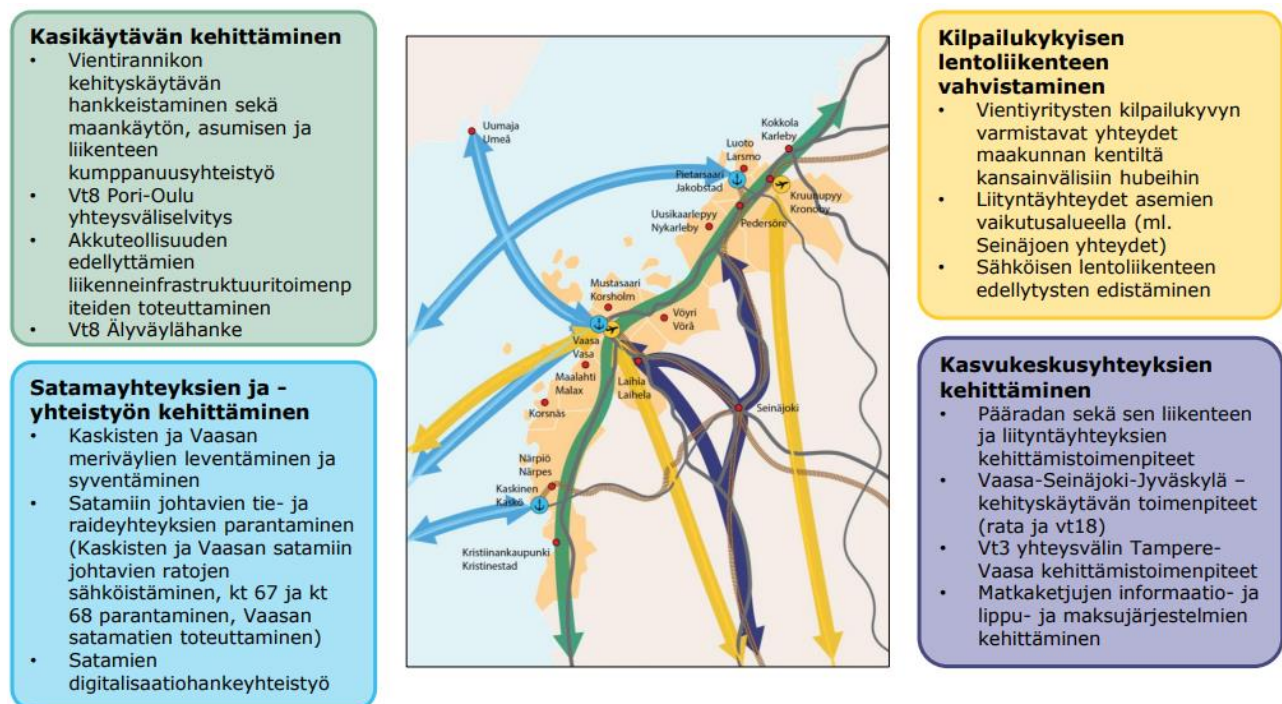 Kasikäytävän kehittäminen
• Vientirannikon
kehityskäytävän
hankkeistaminen sekä
maankäytön, asumisen ja
liikenteen
kumppanuusyhteistyö
• Vt8 Pori-Oulu
yhteysväliselvitys
• Akkuteollisuuden
edellyttämien
liikenneinfrastruktuuritoimenp
iteiden toteuttaminen
• Vt8 Älyväylähanke
Satamayhteyksien ja -
yhteistyön kehittäminen
• Kaskisten ja Vaasan
meriväylien leventäminen ja
syventäminen
• Satamiin johtavien tie- ja
raideyhteyksien parantaminen
(Kaskisten ja Vaasan satamiin
johtavien ratojen
sähköistäminen, kt 67 ja kt
68 parantaminen, Vaasan
satamatien toteuttaminen)
• Satamien
digitalisaatiohankeyhteistyö
Uumaja
Umeå
Kokkola
Karleby
Luoto
Larsmo
Pietarsaari
Jakobstad
Kruunupyy
Kronoby
Uusikaarlepyy
Nykarleby
Pedersöre
Mustasaari
Korsholm
Vöyri
Vörå
Vaasa
Vasa
Maalahti
Malax
Laihia
Laihela
Korsnäs
Seinäjoki
Närpiö
Närpes
Kaskinen
Kaskö
Kristiinankaupunki
Kristinestad
Kilpailukykyisen
lentoliikenteen
vahvistaminen
• Vientiyritysten kilpailukyvyn
varmistavat yhteydet
maakunnan kentiltä
kansainvälisiin hubeihin
• Liityntäyhteydet asemien
vaikutusalueella (ml.
Seinäjoen yhteydet)
• Sähköisen lentoliikenteen
edellytysten edistäminen
Kasvukeskusyhteyksien
kehittäminen
• Pääradan sekä sen liikenteen
ja liityntäyhteyksien
kehittämistoimenpiteet
• Vaasa-Seinäjoki-Jyväskylä –
kehityskäytävän toimenpiteet
(rata ja vt18)
• Vt3 yhteysvälin Tampere-
Vaasa kehittämistoimenpiteet
• Matkaketjujen informaatio- ja
lippu- ja maksujärjestelmien
kehittäminen